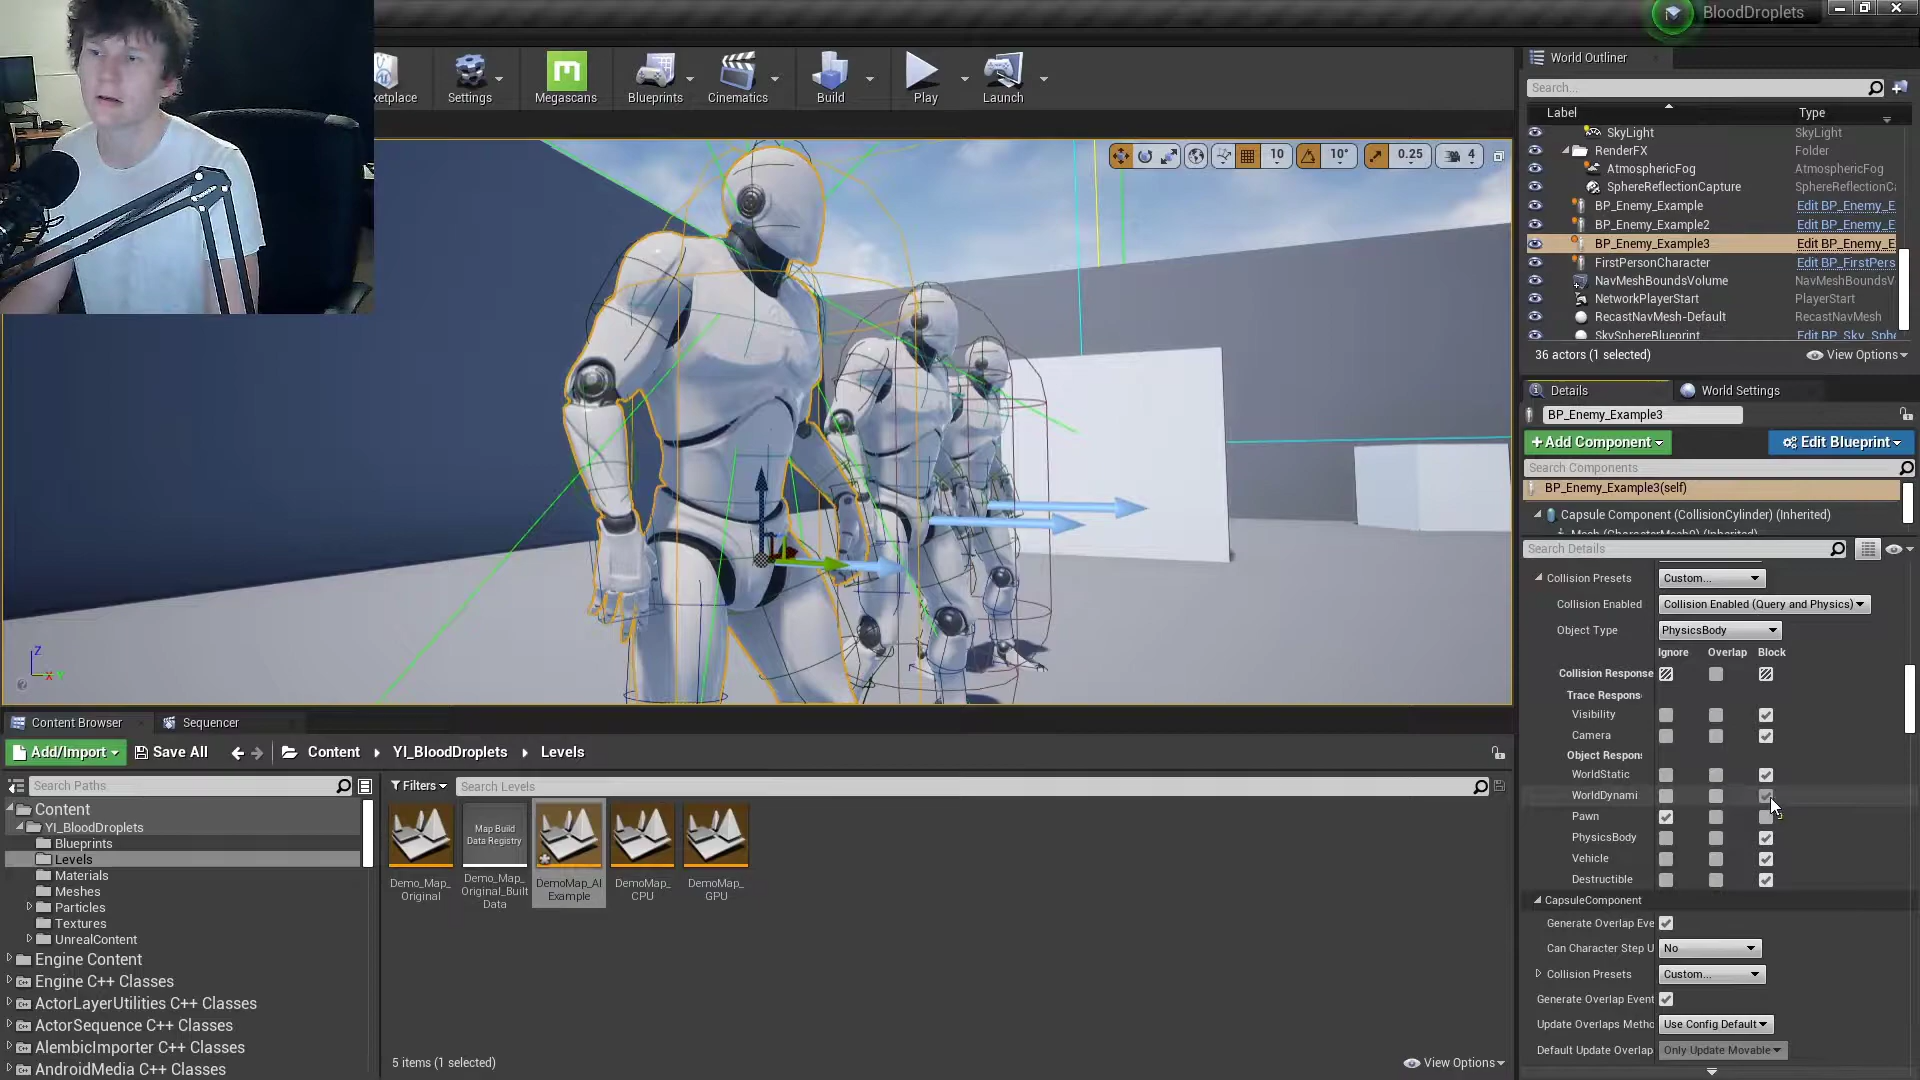 BloodDroplets
ketplace
Settings
Megascans
Blueprints
Cinematics
Build
Play
Launch
10
10°
0.25
4
World Outliner
Search...
Label
Type
SkyLight
SkyLight
RenderFX
Folder
AtmosphericFog
AtmosphericFog
SphereReflectionCapture
SphereReflectionCa
BP_Enemy_Example
Edit BP_Enemy_E
BP_Enemy_Example2
Edit BP_Enemy_E
BP_Enemy_Example3
Edit BP_Enemy_E
FirstPersonCharacter
Edit BP_FirstPers
NavMeshBoundsVolume
NavMeshBoundsV
NetworkPlayerStart
PlayerStart
RecastNavMesh-Default
RecastNavMesh
SkySphereBlueprint
Edit BP_Sky_Sphe
36 actors (1 selected)
View Options
Details
World Settings
BP_Enemy_Example3
+Add Component
Edit Blueprint
Search Components
BP_Enemy_Example3(self)
Capsule Component (CollisionCylinder) (Inherited)
Mesh (CharacterMesh0) (Inherited)
Search Details
Collision Presets
Custom...
Collision Enabled
Collision Enabled (Query and Physics)
Object Type
PhysicsBody
Ignore
Overlap
Block
Collision Response
Trace Respons
Visibility
Camera
Object Respon
WorldStatic
WorldDynami
Pawn
PhysicsBody
Vehicle
Destructible
CapsuleComponent
Generate Overlap Eve
Can Character Step U
No
Collision Presets
Custom...
Generate Overlap Event
Update Overlaps Metho
Use Config Default
Default Update Overlap
Only Update Movable
Z
X
Y
Content Browser
Sequencer
Add/Import
Save All
Content
YI_BloodDroplets
Levels
Search Paths
Filters
Search Levels
Content
YI_BloodDroplets
Blueprints
Levels
Materials
Meshes
Particles
Textures
UnrealContent
Engine Content
Engine C++ Classes
ActorLayerUtilities C++ Classes
ActorSequence C++ Classes
AlembicImporter C++ Classes
AndroidMedia C++ Classes
Demo_Map_
Original
Map Build
Data Registry
Demo_Map_
Original_Built
Data
DemoMap_AI
Example
DemoMap_
CPU
DemoMap_
GPU
5 items (1 selected)
View Options